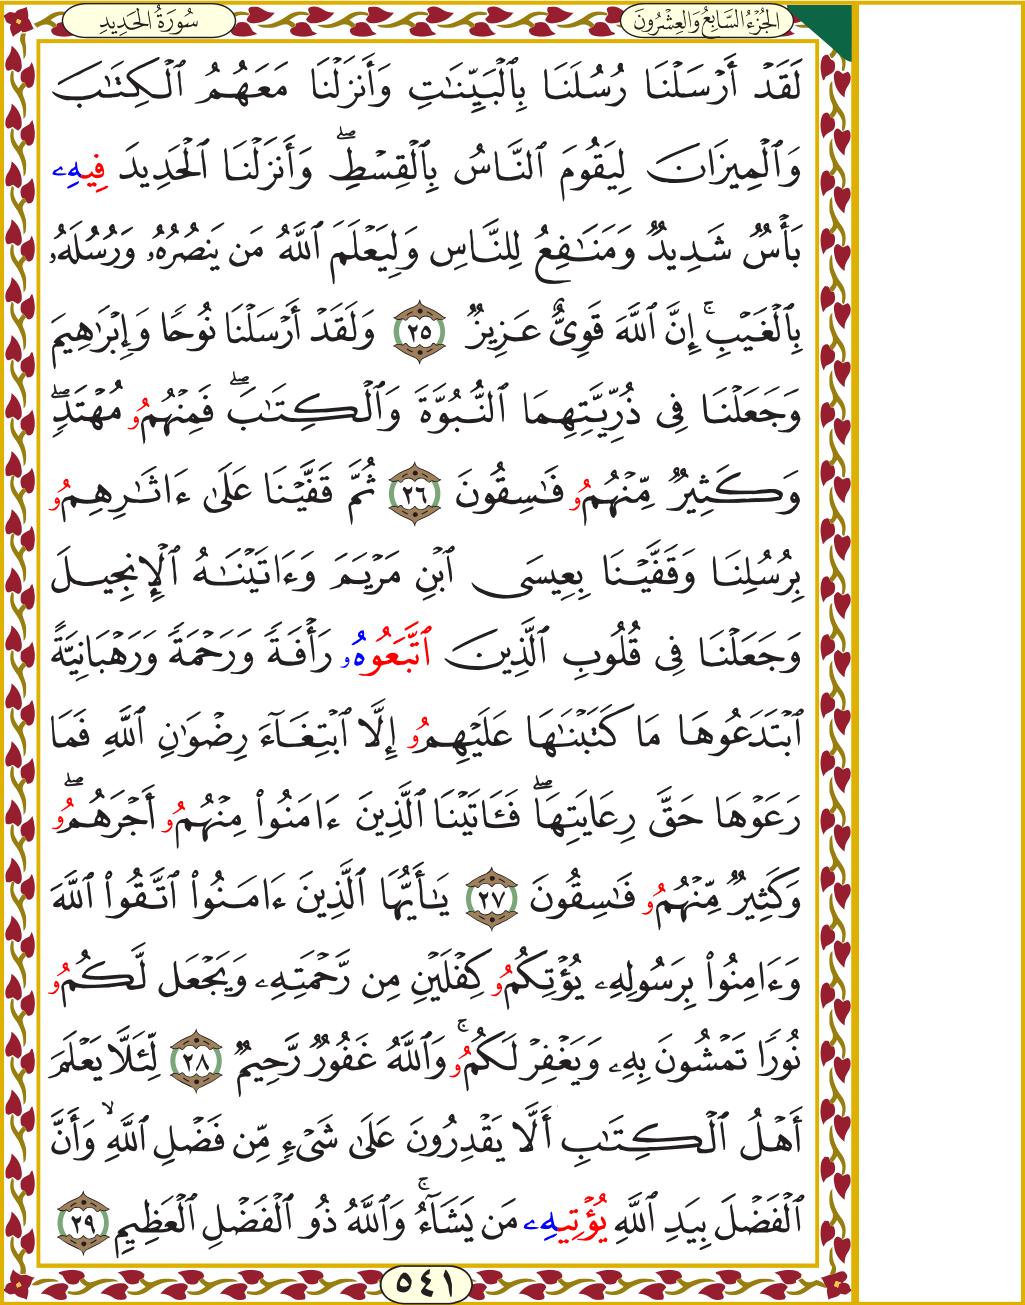 الجُزْءُ السَّابِعُ وَالعِشْرُونَ
سُورَةُ الحَدِيدِ
لَقَدْ أَرْسَلْنَا رُسُلَنَا بِٱلْبَيِّنَـٰتِ وَأَنزَلْنَا مَعَهُمُ ٱلْكِتَـٰبَ
وَٱلْمِيزَانَ لِيَقُومَ ٱلنَّاسُ بِٱلْقِسْطِۖ وَأَنزَلْنَا ٱلْحَدِيدَ فِيهِۦ
بَأْسٌ شَدِيدٌ وَمَنَـٰفِعُ لِلنَّاسِ وَلِيَعْلَمَ ٱللَّهُ مَن يَنصُرُهُۥ وَرُسُلَهُۥ
بِٱلْغَيْبِۚ إِنَّ ٱللَّهَ قَوِىٌّ عَزِيزٌ ٢٥ وَلَقَدْ أَرْسَلْنَا نُوحًا وَإِبْرَٰهِيمَ
وَجَعَلْنَا فِى ذُرِّيَّتِهِمَا ٱلنُّبُوَّةَ وَٱلْكِتَـٰبَۖ فَمِنْهُمُۥ مُهْتَدٍۖ
وَكَثِيرٌ مِّنْهُمُۥ فَـٰسِقُونَ ٢٦ ثُمَّ قَفَّيْنَا عَلَىٰ ءَاثَـٰرِهِمُۥ
بِرُسُلِنَا وَقَفَّيْنَا بِعِيسَى ٱبْنِ مَرْيَمَ وَءَاتَيْنَـٰهُ ٱلْإِنجِيلَ
وَجَعَلْنَا فِى قُلُوبِ ٱلَّذِينَ ٱتَّبَعُوهُۥ رَأْفَةً وَرَحْمَةً وَرَهْبَانِيَّةً
ٱبْتَدَعُوهَا مَا كَتَبْنَـٰهَا عَلَيْهِمُۥ إِلَّا ٱبْتِغَآءَ رِضْوَٰنِ ٱللَّهِ فَمَا
رَعَوْهَا حَقَّ رِعَايَتِهَاۖ فَـَٔاتَيْنَا ٱلَّذِينَ ءَامَنُوا۟ مِنْهُمُۥ أَجْرَهُمُۥۖ
وَكَثِيرٌ مِّنْهُمُۥ فَـٰسِقُونَ ٢٧ يَـٰٓأَيُّهَا ٱلَّذِينَ ءَامَنُوا۟ ٱتَّقُوا۟ ٱللَّهَ
وَءَامِنُوا۟ بِرَسُولِهِۦ يُؤْتِكُمُۥ كِفْلَيْنِ مِن رَّحْمَتِهِۦ وَيَجْعَل لَّكُمُۥ
نُورًا تَمْشُونَ بِهِۦ وَيَغْفِرْ لَكُمُۥۚ وَٱللَّهُ غَفُورٌ رَّحِيمٌ ٢٨ لِّئَلَّا يَعْلَمَ
أَهْلُ ٱلْكِتَـٰبِ أَلَّا يَقْدِرُونَ عَلَىٰ شَىْءٍ مِّن فَضْلِ ٱللَّهِۙ وَأَنَّ
ٱلْفَضْلَ بِيَدِ ٱللَّهِ يُؤْتِيهِۦ مَن يَشَآءُۚ وَٱللَّهُ ذُو ٱلْفَضْلِ ٱلْعَظِيمِ ٢٩
٥٤١